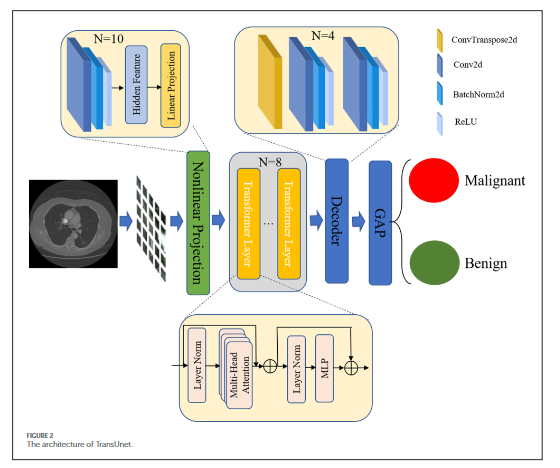 N=10
Hidden Feature
Linear Projection
N=4
ConvTranspose2d
Conv2d
BatchNorm2d
ReLU
Nonlinear Projection
N=8
Transformer Layer
...
Transformer Layer
Decoder
GAP
Malignant
Benign
Layer Norm
Multi-Head
Attention
Layer Norm
MLP
FIGURE 2
The architecture of TransUnet.